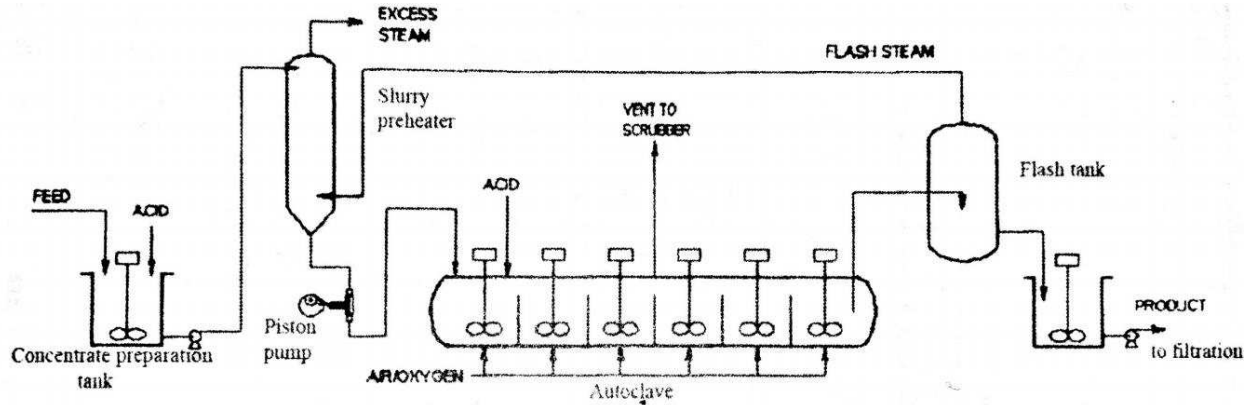 EXCESS
STEAM
FLASH STEAM
Slurry
preheater
VENT TO
SCRUBBER
Flash tank
FEED
ACID
ACID
Piston
pump
PRODUCT
to filtration
Concentrate preparation
tank
AIR/OXYGEN
Autoclave